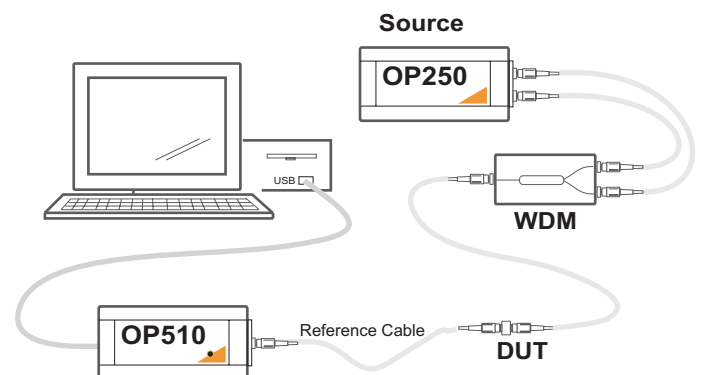 Source
OP250
USB
WDM
OP510
Reference Cable
DUT